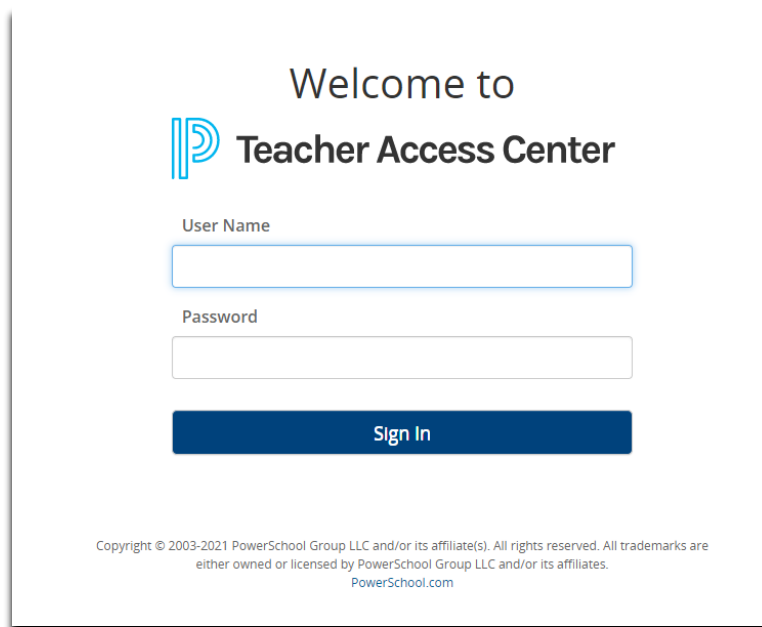 Welcome to
Teacher Access Center
User Name
Password
Sign In
Copyright © 2003-2021 PowerSchool Group LLC and/or its affiliate(s). All rights reserved. All trademarks are
either owned or licensed by PowerSchool Group LLC and/or its affiliates.
PowerSchool.com